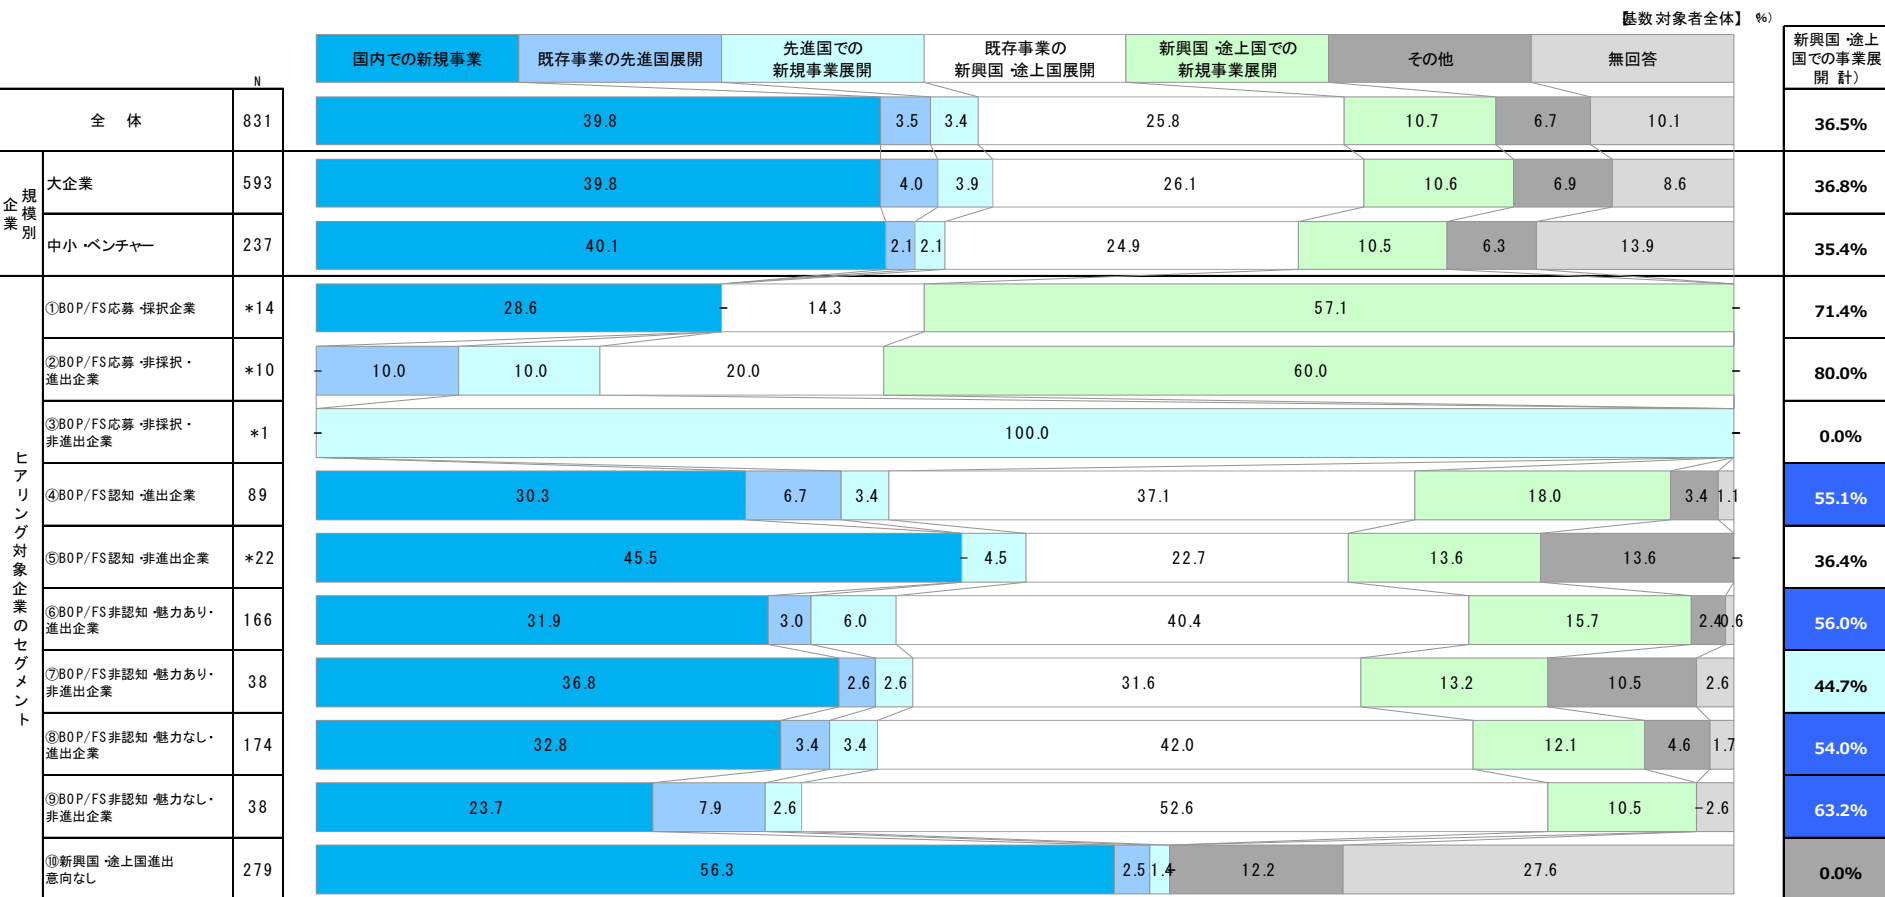 【基数:対象者全体】 (%)
国内での新規事業 既存事業の先進国展開 先進国での新規事業展開 既存事業の新興国・途上国展開 新興国・途上国での新規事業展開 その他 無回答
新興国・途上国での事業展開(計)
N
全体 831 39.8 3.5 3.4 25.8 10.7 6.7 10.1 36.5%
企業規模別
大企業 593 39.8 4.0 3.9 26.1 10.6 6.9 8.6 36.8%
中小・ベンチャー 237 40.1 2.1 2.1 24.9 10.5 6.3 13.9 35.4%
ヒアリング対象企業のセグメント
①BOP/FS応募・採択企業 *14 28.6 - 14.3 57.1 - 71.4%
②BOP/FS応募・非採択・進出企業 *10 - 10.0 10.0 20.0 60.0 - 80.0%
③BOP/FS応募・非採択・非進出企業 *1 - 100.0 - 0.0%
④BOP/FS認知・進出企業 89 30.3 6.7 3.4 37.1 18.0 3.4 1.1 55.1%
⑤BOP/FS認知・非進出企業 *22 45.5 - 4.5 22.7 13.6 13.6 - 36.4%
⑥BOP/FS非認知・魅力あり・進出企業 166 31.9 3.0 6.0 40.4 15.7 2.4 0.6 56.0%
⑦BOP/FS非認知・魅力あり・非進出企業 38 36.8 2.6 2.6 31.6 13.2 10.5 2.6 44.7%
⑧BOP/FS非認知・魅力なし・進出企業 174 32.8 3.4 3.4 42.0 12.1 4.6 1.7 54.0%
⑨BOP/FS非認知・魅力なし・非進出企業 38 23.7 7.9 2.6 52.6 10.5 - 2.6 63.2%
⑩新興国・途上国進出意向なし 279 56.3 2.5 1.4 - 12.2 27.6 0.0%